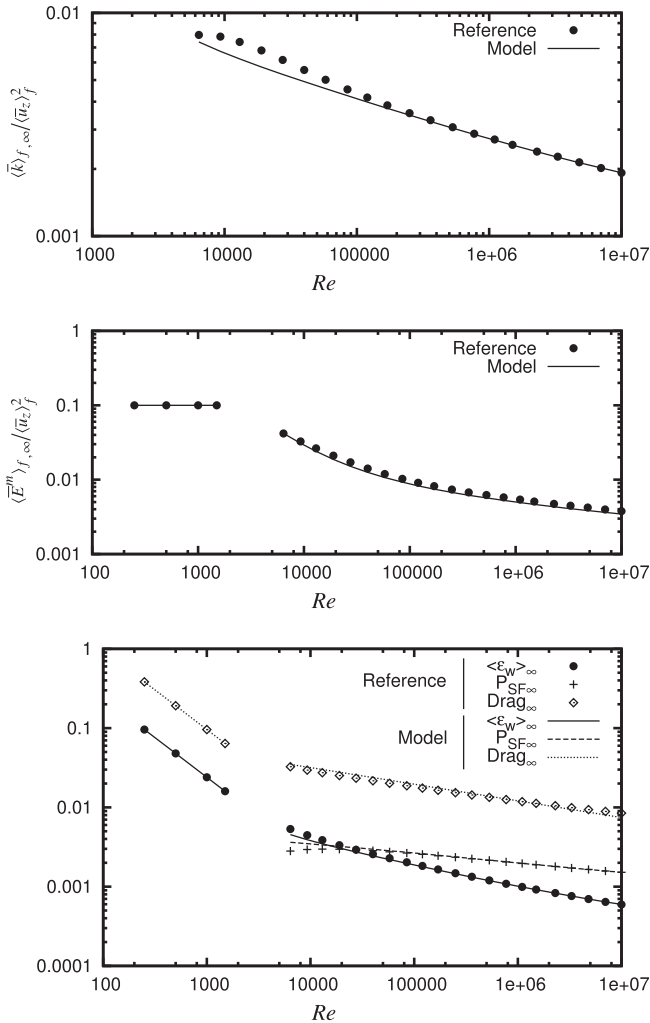 0.01
Reference
Model
⟨k̄⟩f,∞/⟨ūz⟩²f
0.001
1000 10000 100000 1e+06 1e+07
Re
1
Reference
Model
0.1
⟨Ēᵐ⟩f,∞/⟨ūz⟩²f
0.01
0.001
100 1000 10000 100000 1e+06 1e+07
Re
1
<εw>∞
Reference PSF∞
Drag∞
0.1
<εw>∞
Model PSF∞
Drag∞
0.01
0.001
0.0001
100 1000 10000 100000 1e+06 1e+07
Re